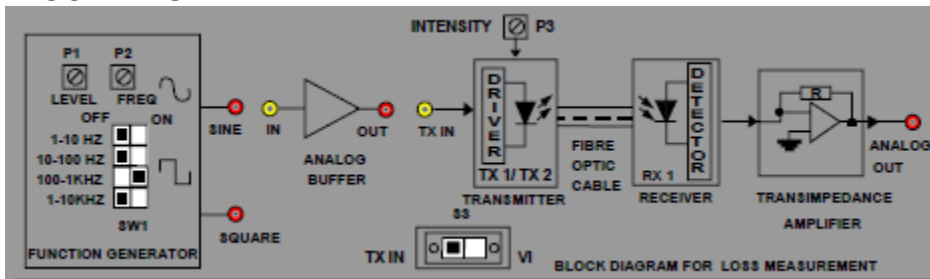 INTENSITY P3
P1 P2
LEVEL FREQ
OFF ON
1-10 HZ
10-100 HZ
100-1KHZ
1-10KHZ
SW1
FUNCTION GENERATOR
SINE
SQUARE
IN
OUT
ANALOG
BUFFER
TX IN
DRIVER
TX 1/ TX 2
TRANSMITTER
FIBRE
OPTIC
CABLE
DETECTOR
RX 1
RECEIVER
R
ANALOG
OUT
TRANSIMPEDANCE
AMPLIFIER
TX IN
VI
BLOCK DIAGRAM FOR LOSS MEASUREMENT